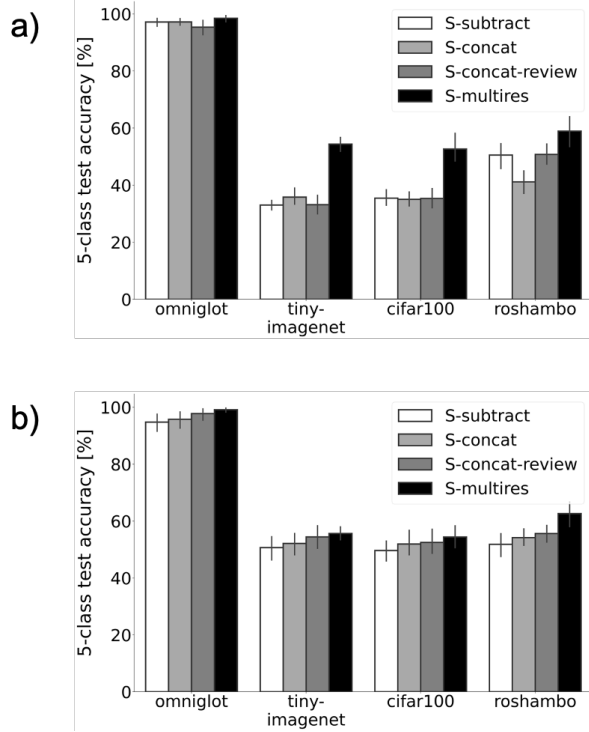 a)
5-class test accuracy [%]
100
80
60
40
20
0
S-subtract
S-concat
S-concat-review
S-multires
omniglot
tiny-
imagenet
cifar100
roshambo
b)
5-class test accuracy [%]
100
80
60
40
20
0
S-subtract
S-concat
S-concat-review
S-multires
omniglot
tiny-
imagenet
cifar100
roshambo